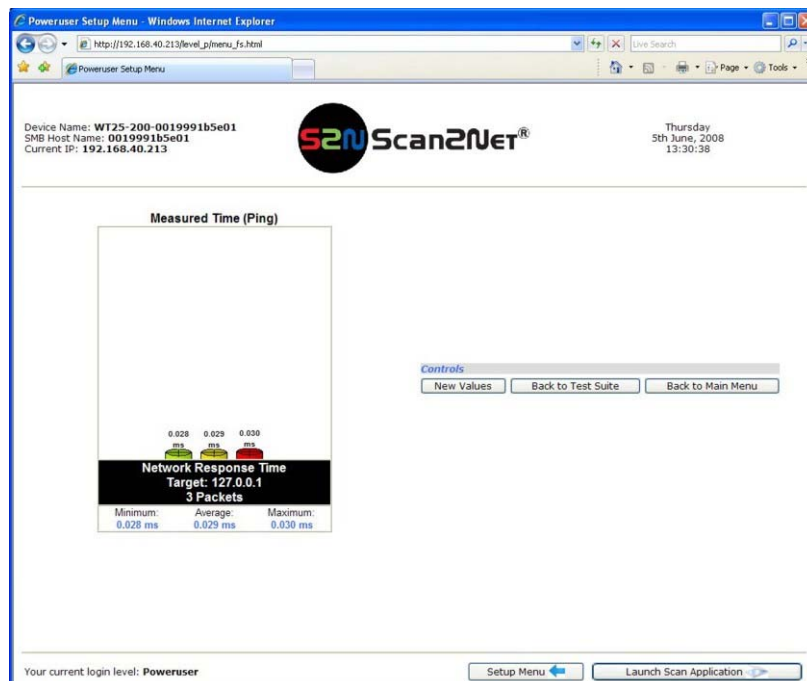 Poweruser Setup Menu - Windows Internet Explorer
http://192.168.40.213/level_p/menu_fs.html
Live Search
Poweruser Setup Menu
Page
Tools
Device Name: WT25-200-0019991b5e01
SMB Host Name: 0019991b5e01
Current IP: 192.168.40.213
S2N Scan2Net®
Thursday
5th June, 2008
13:30:38
Measured Time (Ping)
0.028 0.029 0.030
ms ms ms
Network Response Time
Target: 127.0.0.1
3 Packets
Minimum: Average: Maximum:
0.028 ms 0.029 ms 0.030 ms
Controls
New Values Back to Test Suite Back to Main Menu
Your current login level: Poweruser
Setup Menu Launch Scan Application